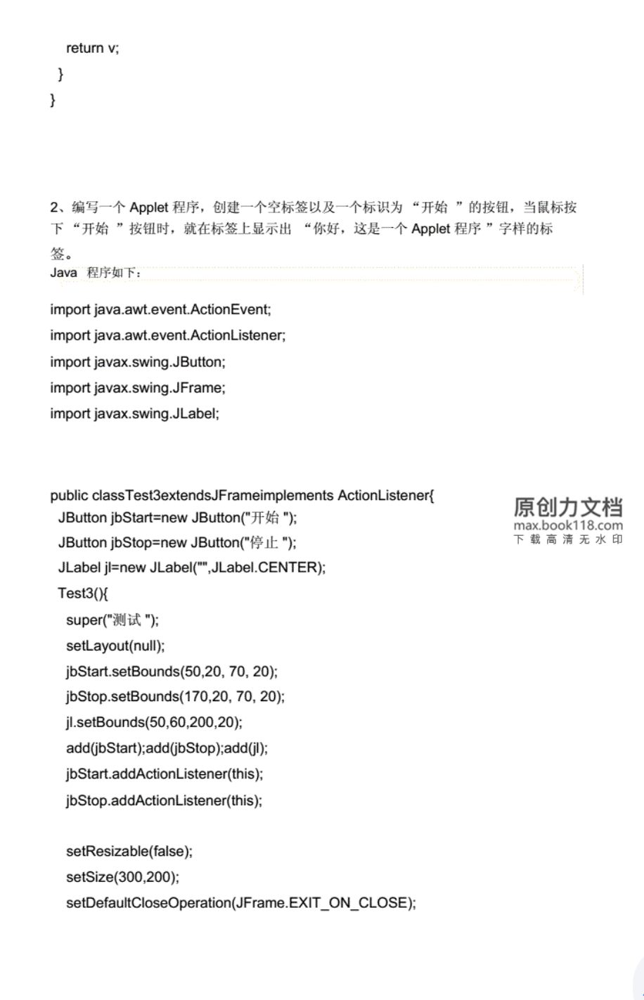 return v;
}
}
2、编写一个 Applet 程序，创建一个空标签以及一个标识为 “开始 ”的按钮，当鼠标按
下 “开始 ”按钮时，就在标签上显示出 “你好，这是一个 Applet 程序 ”字样的标
签。
Java 程序如下：
import java.awt.event.ActionEvent;
import java.awt.event.ActionListener;
import javax.swing.JButton;
import javax.swing.JFrame;
import javax.swing.JLabel;
public classTest3extendsJFrameimplements ActionListener{
JButton jbStart=new JButton("开始 ");
JButton jbStop=new JButton("停止 ");
JLabel jl=new JLabel("",JLabel.CENTER);
Test3(){
super("测试 ");
setLayout(null);
jbStart.setBounds(50,20, 70, 20);
jbStop.setBounds(170,20, 70, 20);
jl.setBounds(50,60,200,20);
add(jbStart);add(jbStop);add(jl);
jbStart.addActionListener(this);
jbStop.addActionListener(this);
setResizable(false);
setSize(300,200);
setDefaultCloseOperation(JFrame.EXIT_ON_CLOSE);
原创力文档
max.book118.com
下载高清无水印